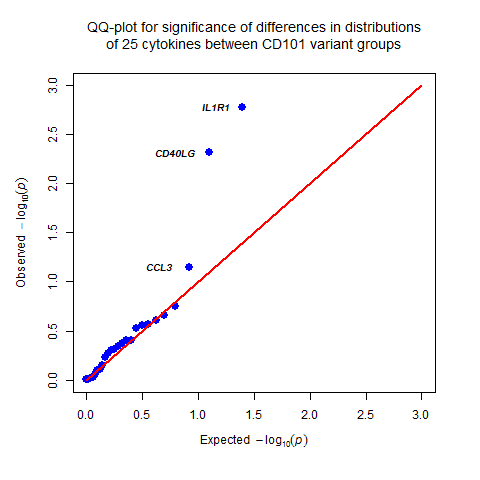 QQ-plot for significance of differences in distributions
of 25 cytokines between CD101 variant groups
3.0
2.5
2.0
1.5
1.0
0.5
0.0
Observed −log₁₀(p)
IL1R1
CD40LG
CCL3
0.0 0.5 1.0 1.5 2.0 2.5 3.0
Expected −log₁₀(p)